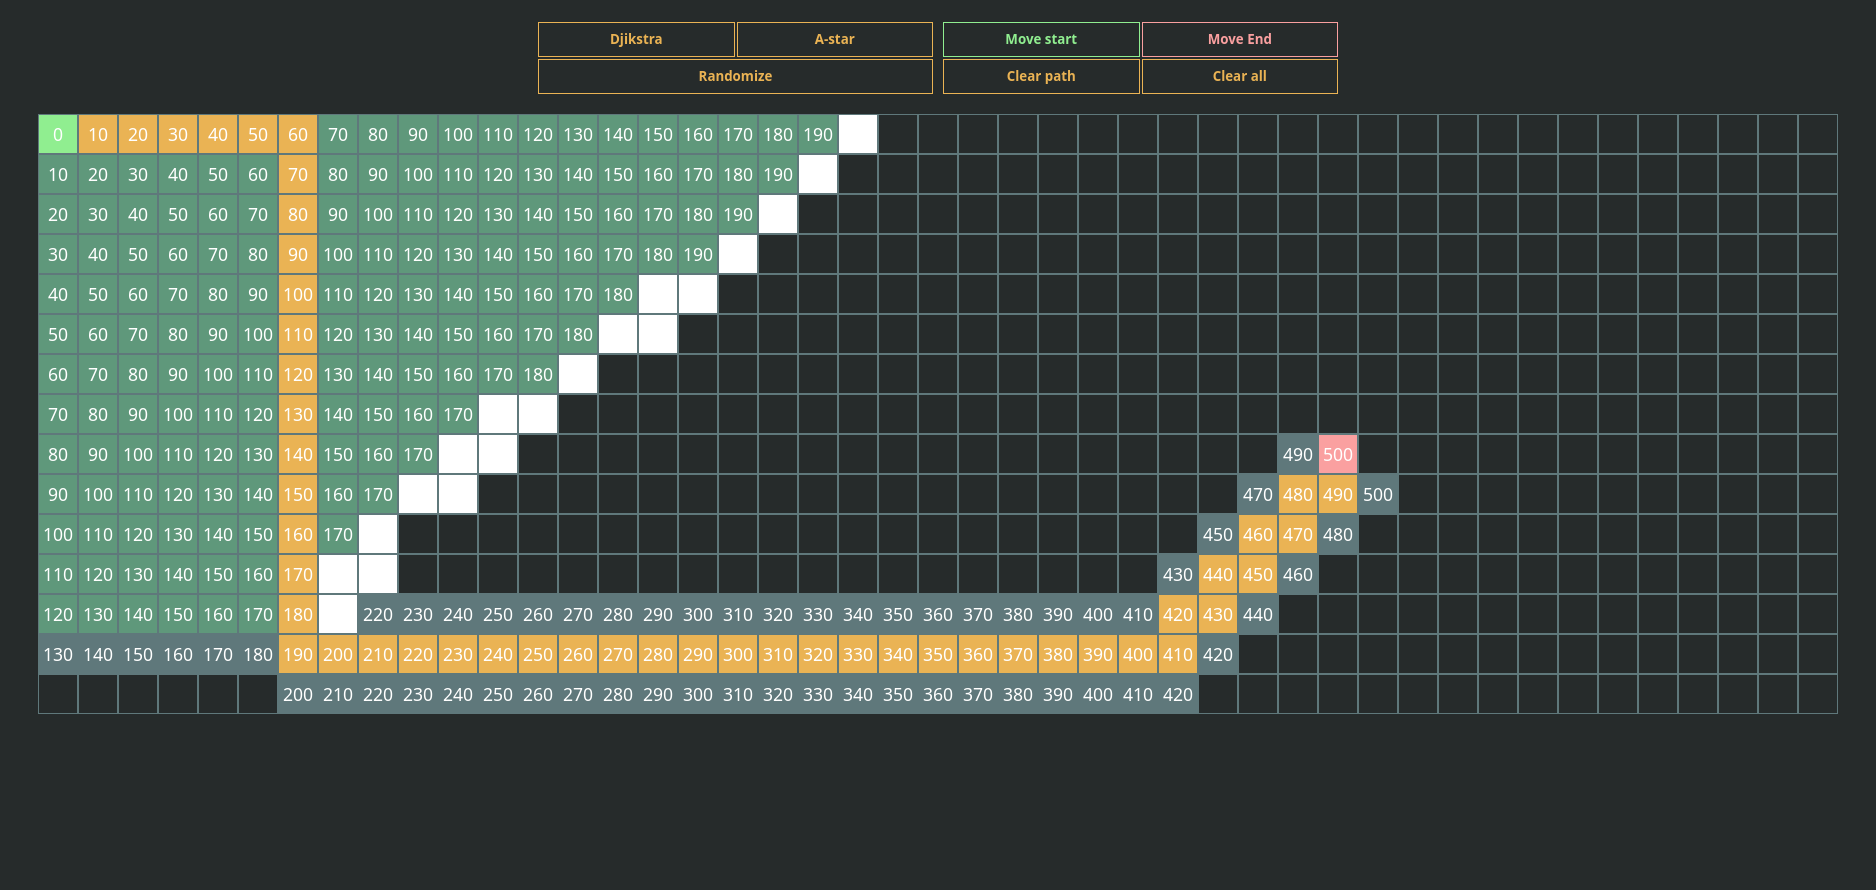 Djikstra A-star Move start Move End
Randomize Clear path Clear all
0 10 20 30 40 50 60 70 80 90 100 110 120 130 140 150 160 170 180 190
10 20 30 40 50 60 70 80 90 100 110 120 130 140 150 160 170 180 190
20 30 40 50 60 70 80 90 100 110 120 130 140 150 160 170 180 190
30 40 50 60 70 80 90 100 110 120 130 140 150 160 170 180 190
40 50 60 70 80 90 100 110 120 130 140 150 160 170 180
50 60 70 80 90 100 110 120 130 140 150 160 170 180
60 70 80 90 100 110 120 130 140 150 160 170 180
70 80 90 100 110 120 130 140 150 160 170
80 90 100 110 120 130 140 150 160 170 490 500
90 100 110 120 130 140 150 160 170 470 480 490 500
100 110 120 130 140 150 160 170 450 460 470 480
110 120 130 140 150 160 170 430 440 450 460
120 130 140 150 160 170 180 220 230 240 250 260 270 280 290 300 310 320 330 340 350 360 370 380 390 400 410 420 430 440
130 140 150 160 170 180 190 200 210 220 230 240 250 260 270 280 290 300 310 320 330 340 350 360 370 380 390 400 410 420
200 210 220 230 240 250 260 270 280 290 300 310 320 330 340 350 360 370 380 390 400 410 420